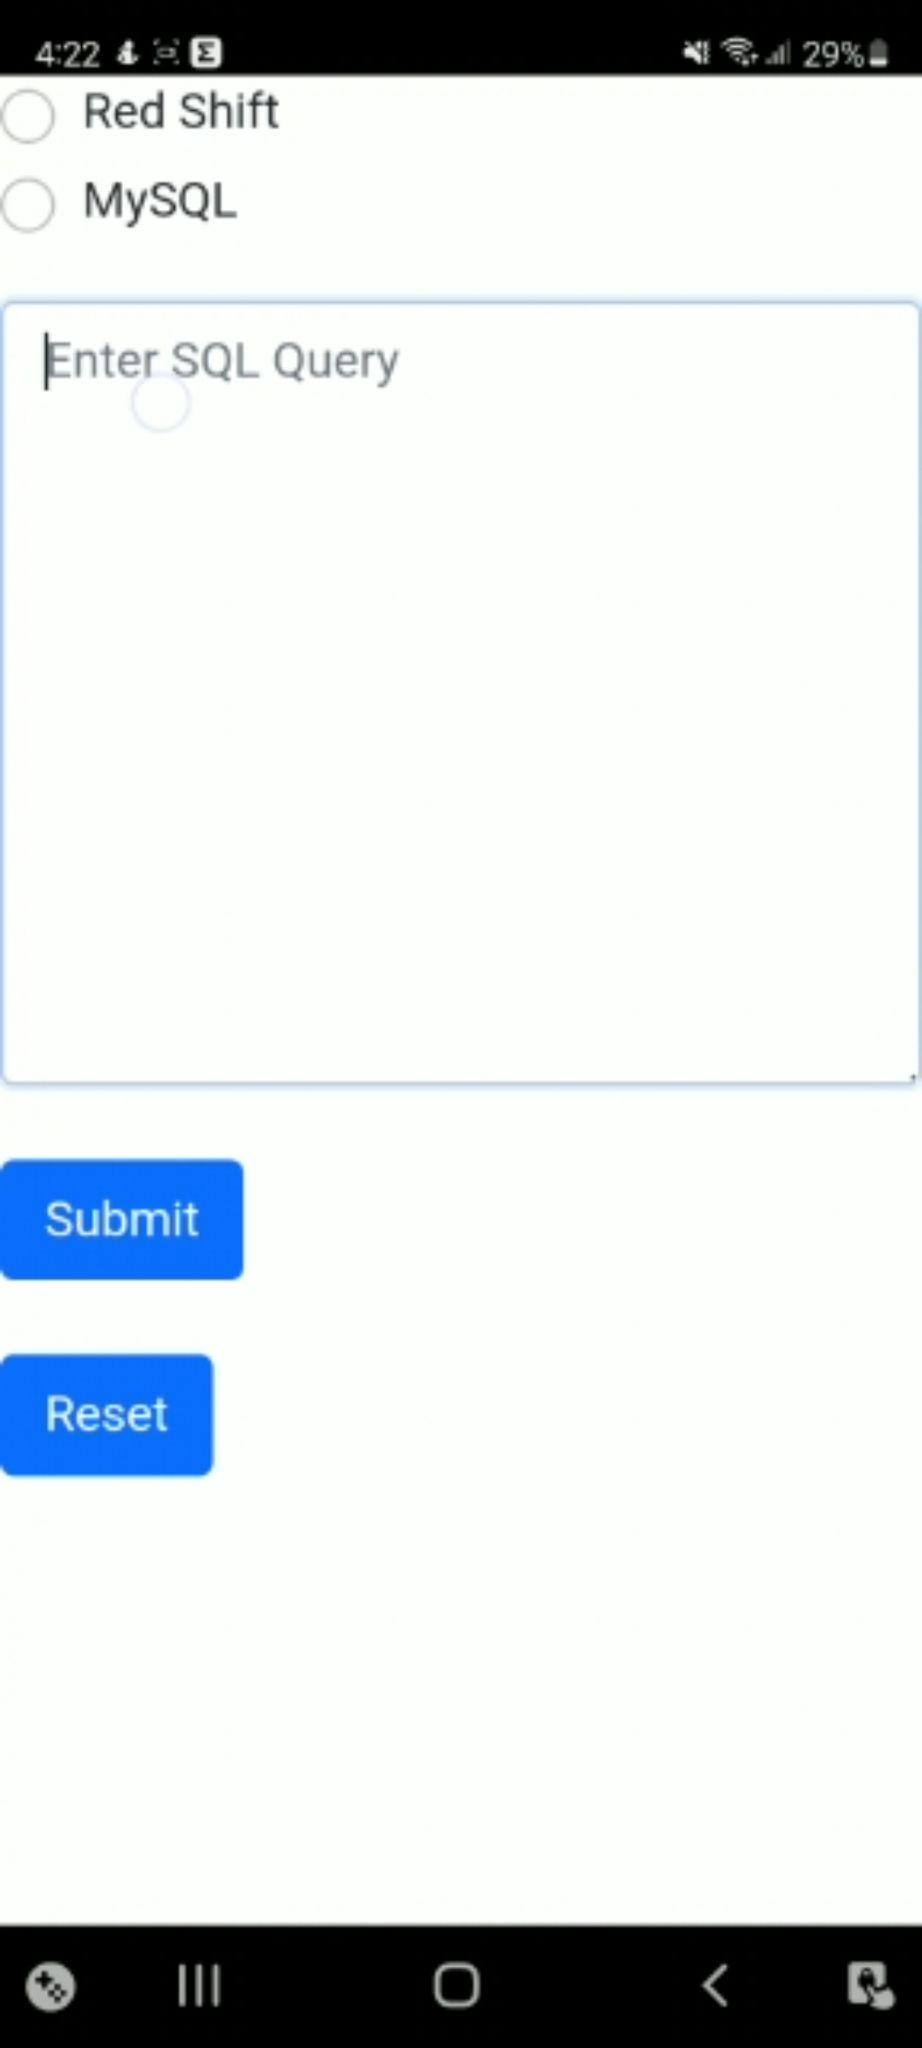 4:22 29%
Red Shift
MySQL
Enter SQL Query
Submit
Reset